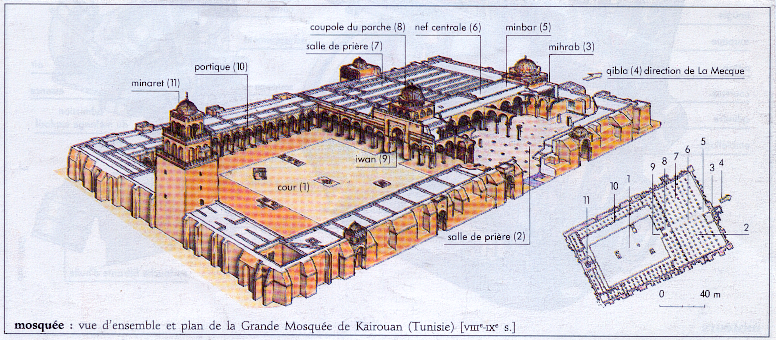 coupole du porche (8)
nef centrale (6)
minbar (5)
salle de prière (7)
mihrab (3)
portique (10)
qibla (4) direction de La Mecque
minaret (11)
iwan (9)
cour (1)
salle de prière (2)
5
6
7
8
9
3 4
1
10
11
2
0 40 m
mosquée : vue d'ensemble et plan de la Grande Mosquée de Kairouan (Tunisie) [VIIIe-IXe s.]